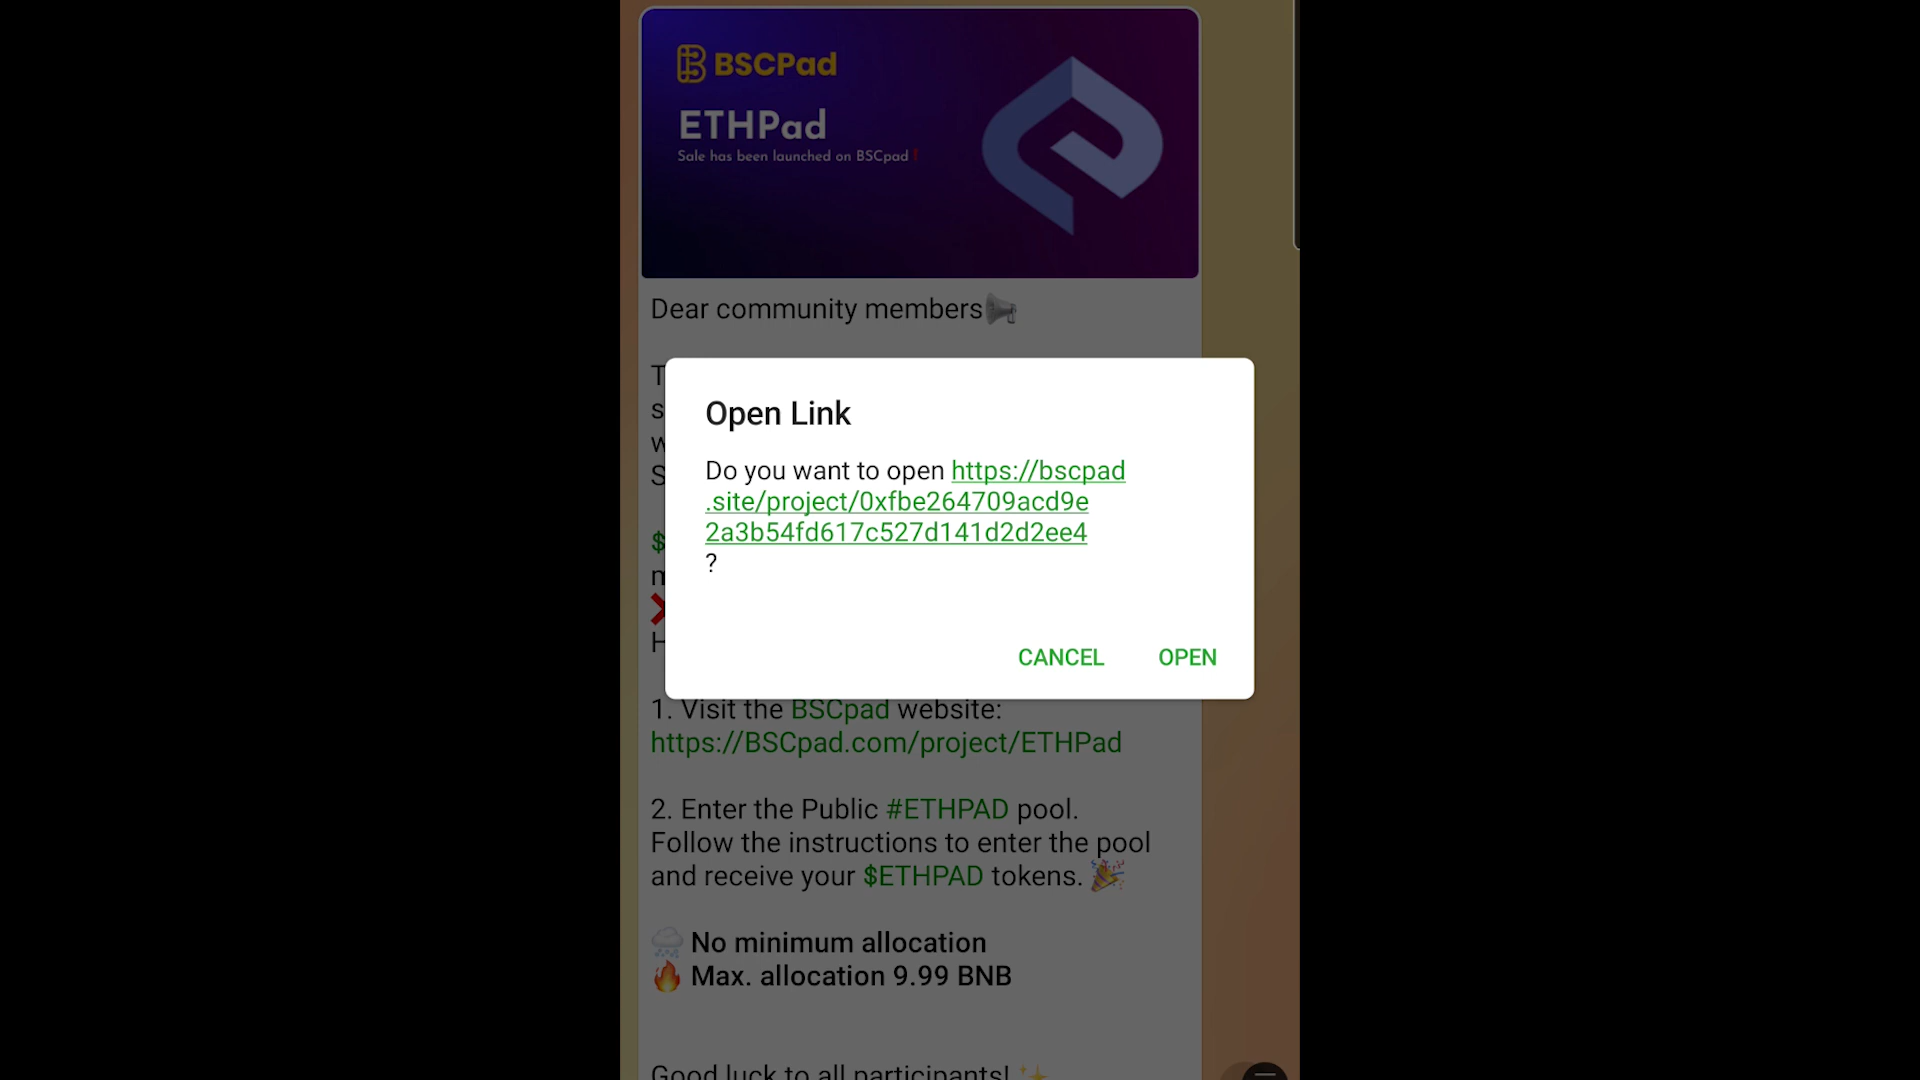 BSCPad
ETHPad
Sale has been launched on BSCpad❗
Dear community members📢
T
s
w
S
Open Link
Do you want to open https://bscpad
.site/project/0xfbe264709acd9e
2a3b54fd617c527d141d2d2ee4
?
$
❌
H
CANCEL OPEN
1. Visit the BSCpad website:
https://BSCpad.com/project/ETHPad
2. Enter the Public #ETHPAD pool.
Follow the instructions to enter the pool
and receive your $ETHPAD tokens. 🎉
🌧 No minimum allocation
🔥 Max. allocation 9.99 BNB
Good luck to all participants! ✨